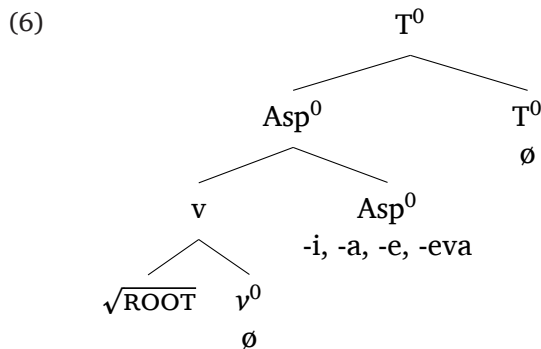 (6)
T⁰
Asp⁰ T⁰
ø
v Asp⁰
-i, -a, -e, -eva
√ROOT v⁰
ø